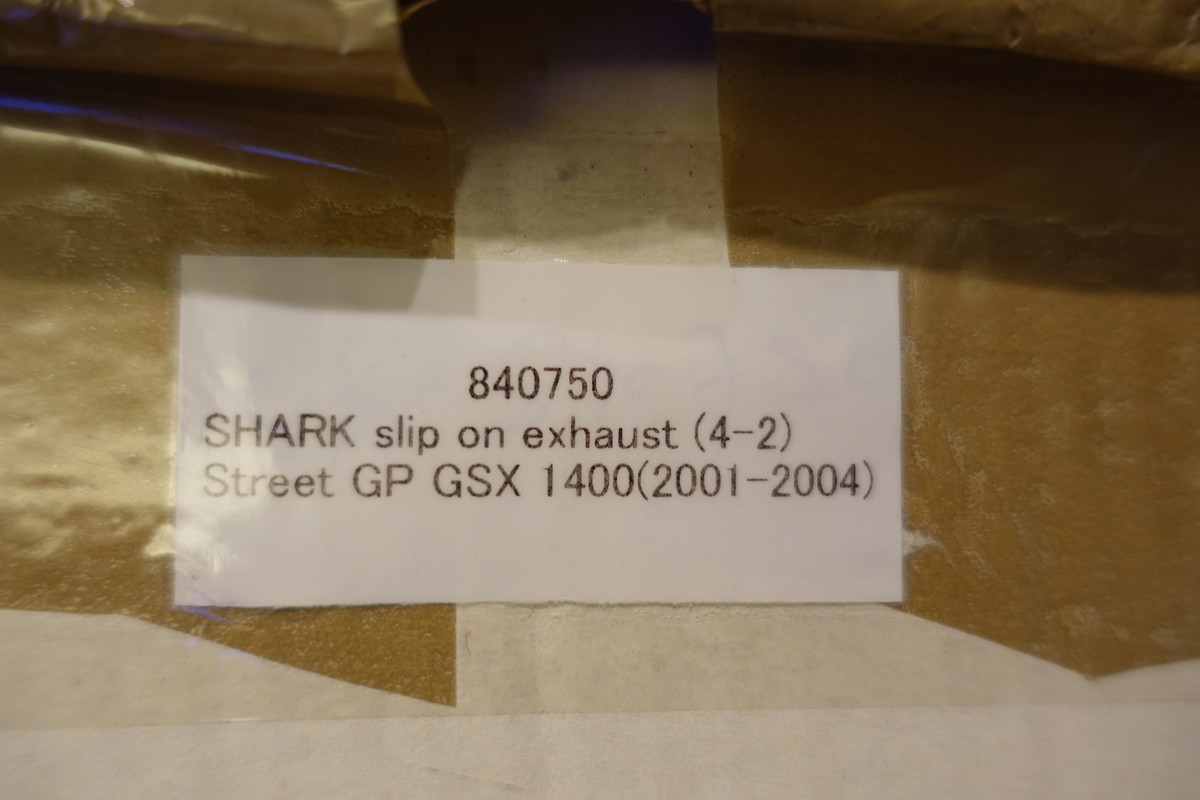 840750
SHARK slip on exhaust (4-2)
Street GP GSX 1400(2001-2004)